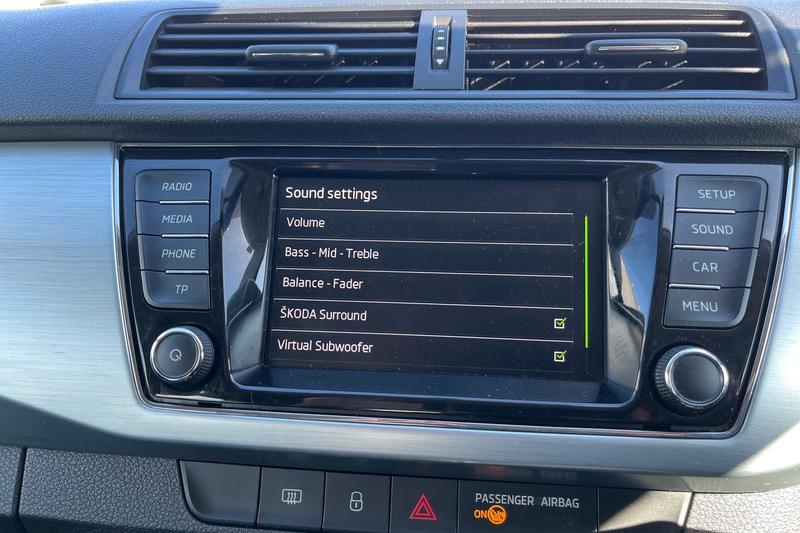 RADIO
MEDIA
PHONE
TP
Sound settings
Volume
Bass - Mid - Treble
Balance - Fader
ŠKODA Surround
Virtual Subwoofer
SETUP
SOUND
CAR
MENU
PASSENGER AIRBAG
ON